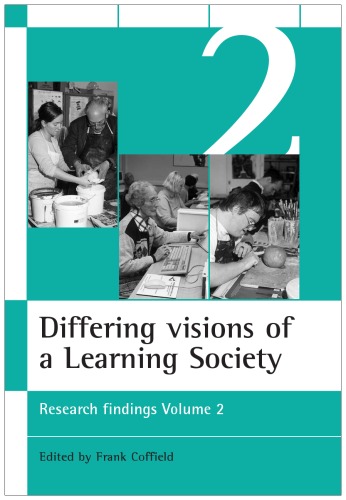 2
Differing visions of
a Learning Society
Research findings Volume 2
Edited by Frank Coffield